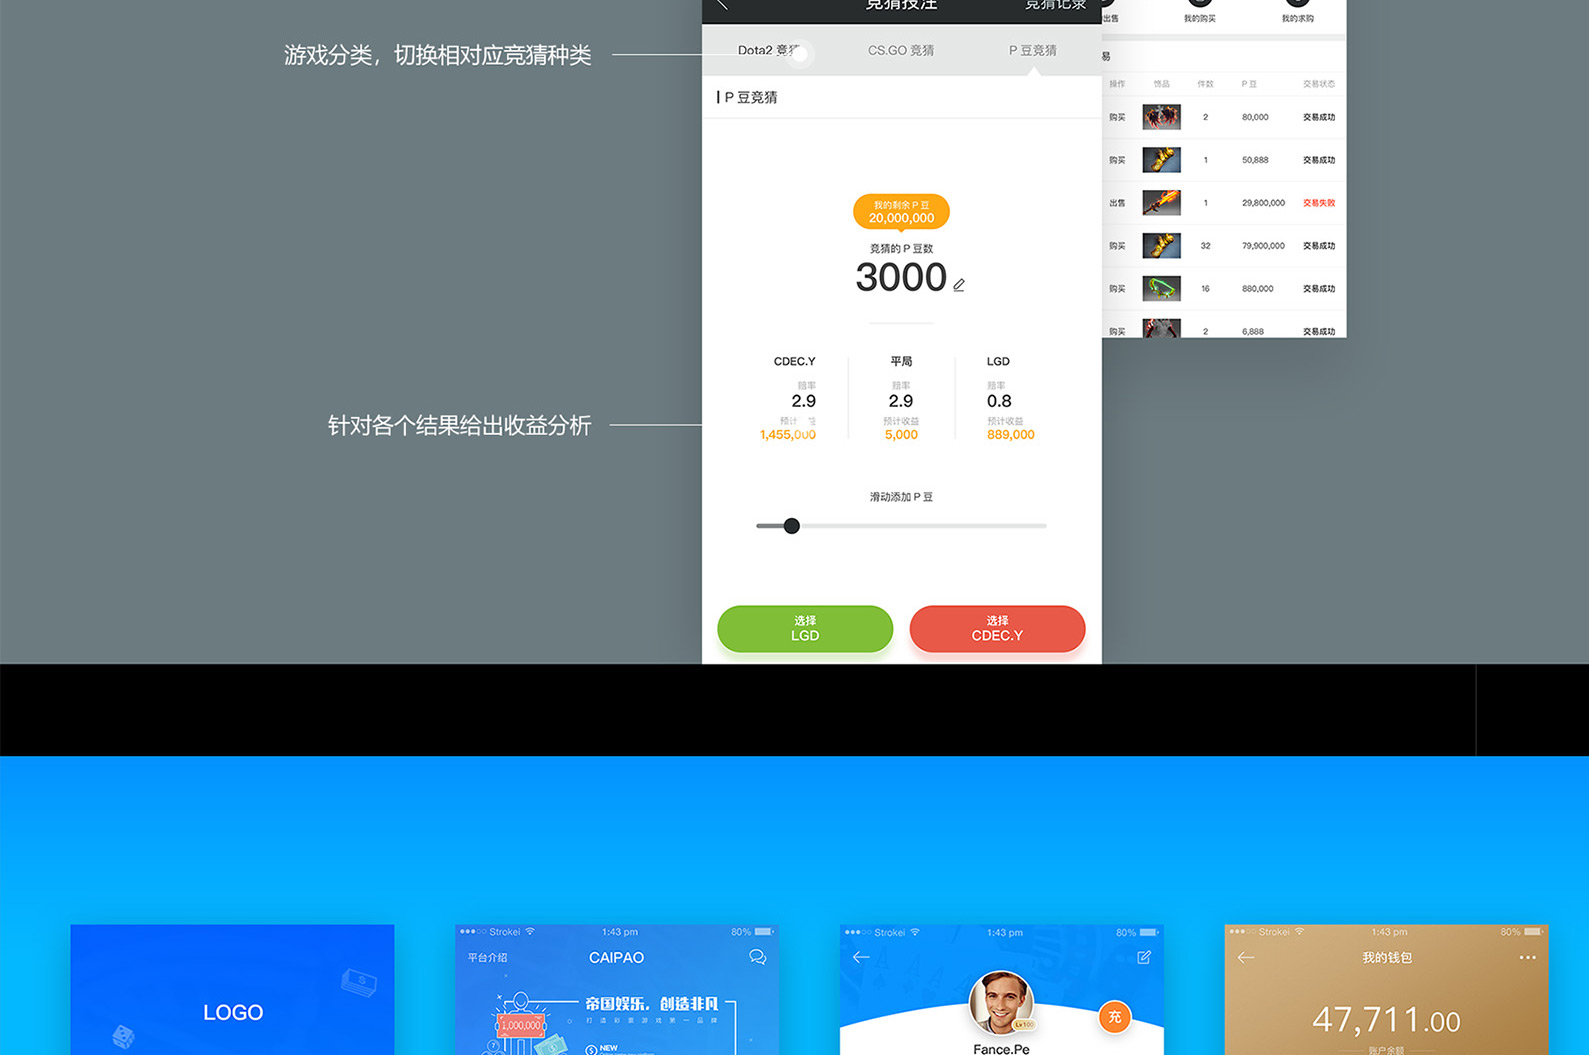 竞猜投注
竞猜记录
游戏分类，切换相对应竞猜种类
Dota2 竞猜
CS.GO 竞猜
P 豆竞猜
P 豆竞猜
我的剩余 P 豆
20,000,000
竞猜的 P 豆数
3000
针对各个结果给出收益分析
CDEC.Y
赔率
2.9
预计
1,455,000
平局
赔率
2.9
预计收益
5,000
LGD
赔率
0.8
预计收益
889,000
滑动添加 P 豆
选择
LGD
选择
CDEC.Y
出售
我的购买
我的求购
易
操作 饰品 件数 P 豆 交易状态
购买 2 80,000 交易成功
购买 1 50,888 交易成功
出售 1 29,800,000 交易失败
购买 32 79,900,000 交易成功
购买 16 880,000 交易成功
购买 2 6,888 交易成功
LOGO
Strokei 1:43 pm 80%
平台介绍 CAIPAO
帝国娱乐，创造非凡
打造彩票游戏第一品牌
1,000,000
NEW
Strokei 1:43 pm 80%
Lv100
充
Fance.Pe
Strokei 1:43 pm 80%
我的钱包
47,711.00
账户余额